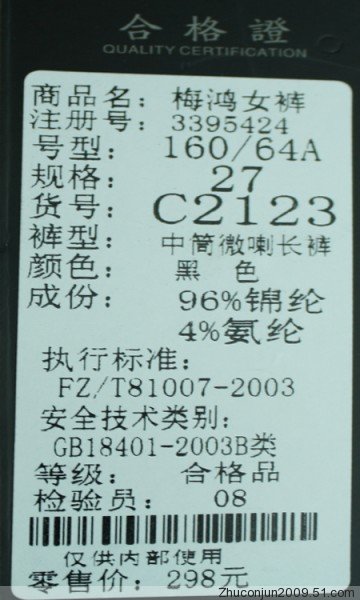 合格證
QUALITY CERTIFICATION
商品名：梅鸿女裤
注册号：3395424
号型：160/64A
规格：27
货号：C2123
裤型：中筒微喇长裤
颜色：黑 色
成份：96%锦纶
4%氨纶
执行标准：
FZ/T81007-2003
安全技术类别：
GB18401-2003B类
等级：合格品
检验员：08
仅供内部使用
零售价：298元
Zhuconjun2009.51.com